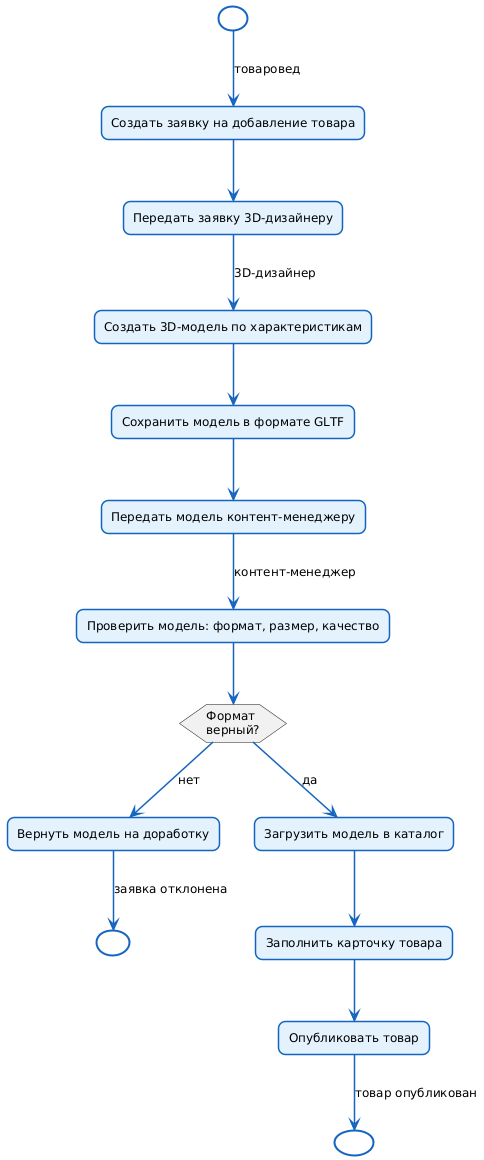 товаровед
Создать заявку на добавление товара
Передать заявку 3D-дизайнеру
3D-дизайнер
Создать 3D-модель по характеристикам
Сохранить модель в формате GLTF
Передать модель контент-менеджеру
контент-менеджер
Проверить модель: формат, размер, качество
Формат
верный?
нет
да
Вернуть модель на доработку
Загрузить модель в каталог
заявка отклонена
Заполнить карточку товара
Опубликовать товар
товар опубликован